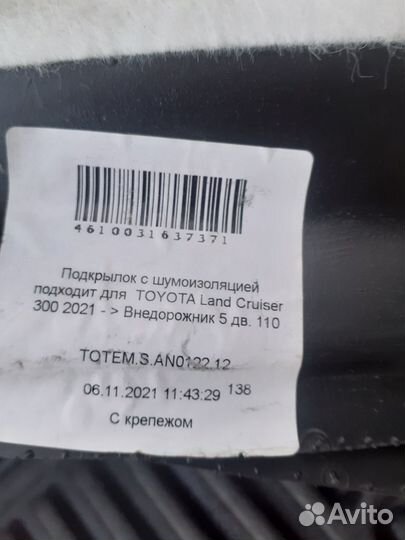 4610031637371
Подкрылок с шумоизоляцией
подходит для TOYOTA Land Cruiser
300 2021 - > Внедорожник 5 дв. 110
TOTEM.S.AN0122.12
06.11.2021 11:43:29 138
С крепежом
Avito